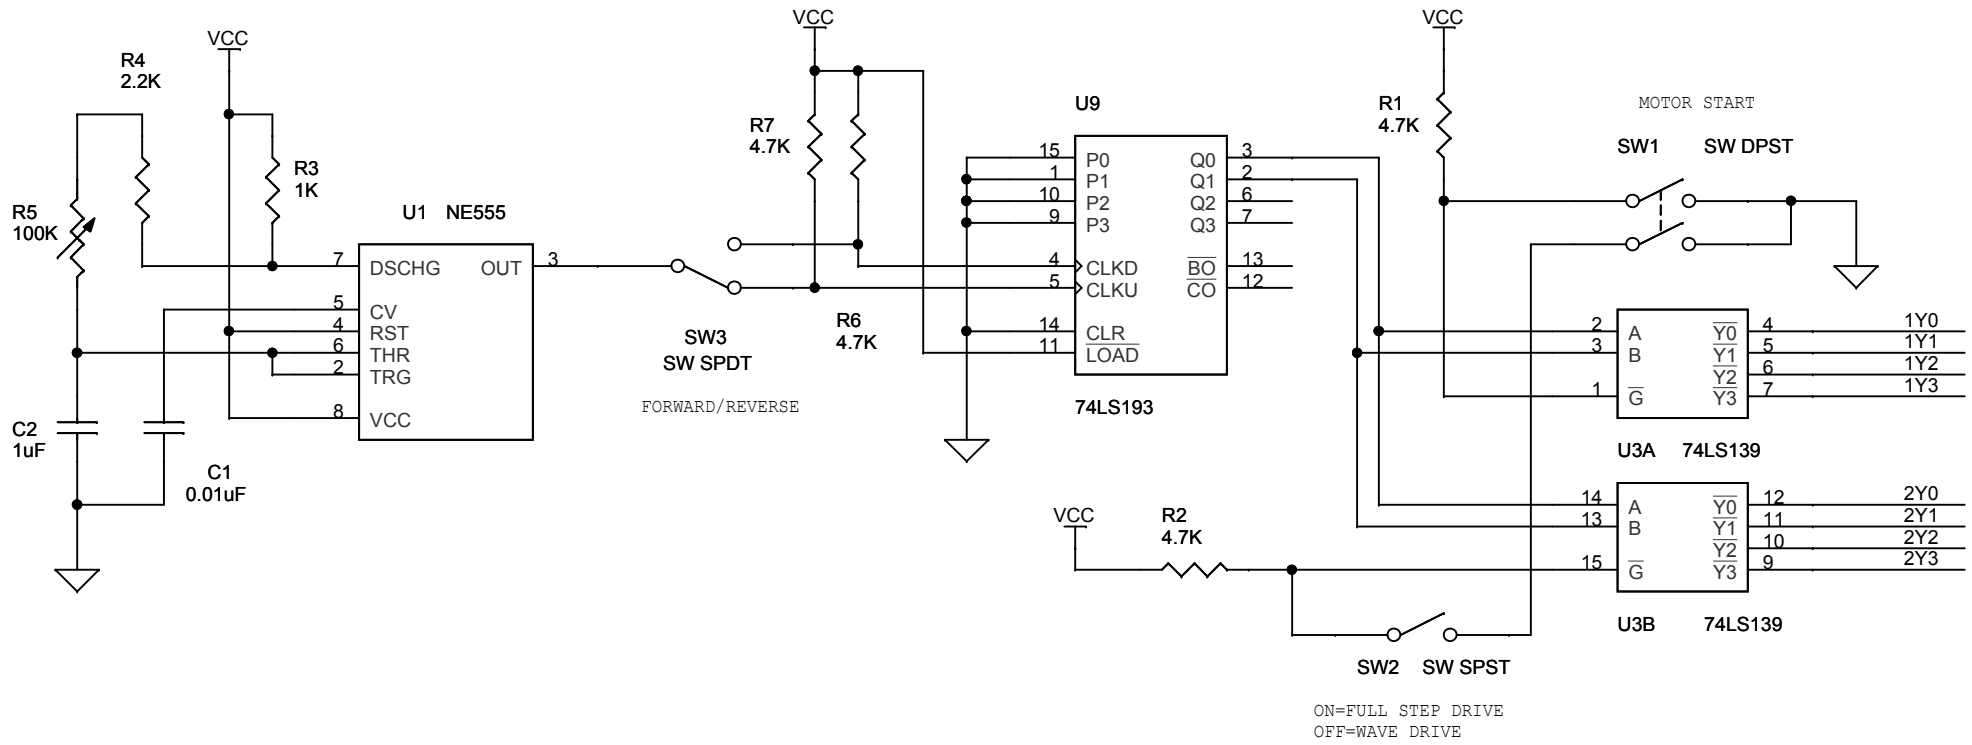 VCC
R4
2.2K
R3
1K
R5
100K
U1 NE555
7 DSCHG OUT 3
5 CV
4 RST
6 THR
2 TRG
8 VCC
C2
1uF
C1
0.01uF
SW3
SW SPDT
FORWARD/REVERSE
VCC
R7
4.7K
R6
4.7K
U9
15 P0 Q0 3
1 P1 Q1 2
10 P2 Q2 6
9 P3 Q3 7
4 CLKD BO 13
5 CLKU CO 12
14 CLR
11 LOAD
74LS193
VCC
R1
4.7K
MOTOR START
SW1 SW DPST
2 A Y0 4 1Y0
3 B Y1 5 1Y1
Y2 6 1Y2
1 G Y3 7 1Y3
U3A 74LS139
14 A Y0 12 2Y0
13 B Y1 11 2Y1
Y2 10 2Y2
15 G Y3 9 2Y3
U3B 74LS139
VCC
R2
4.7K
SW2 SW SPST
ON=FULL STEP DRIVE
OFF=WAVE DRIVE